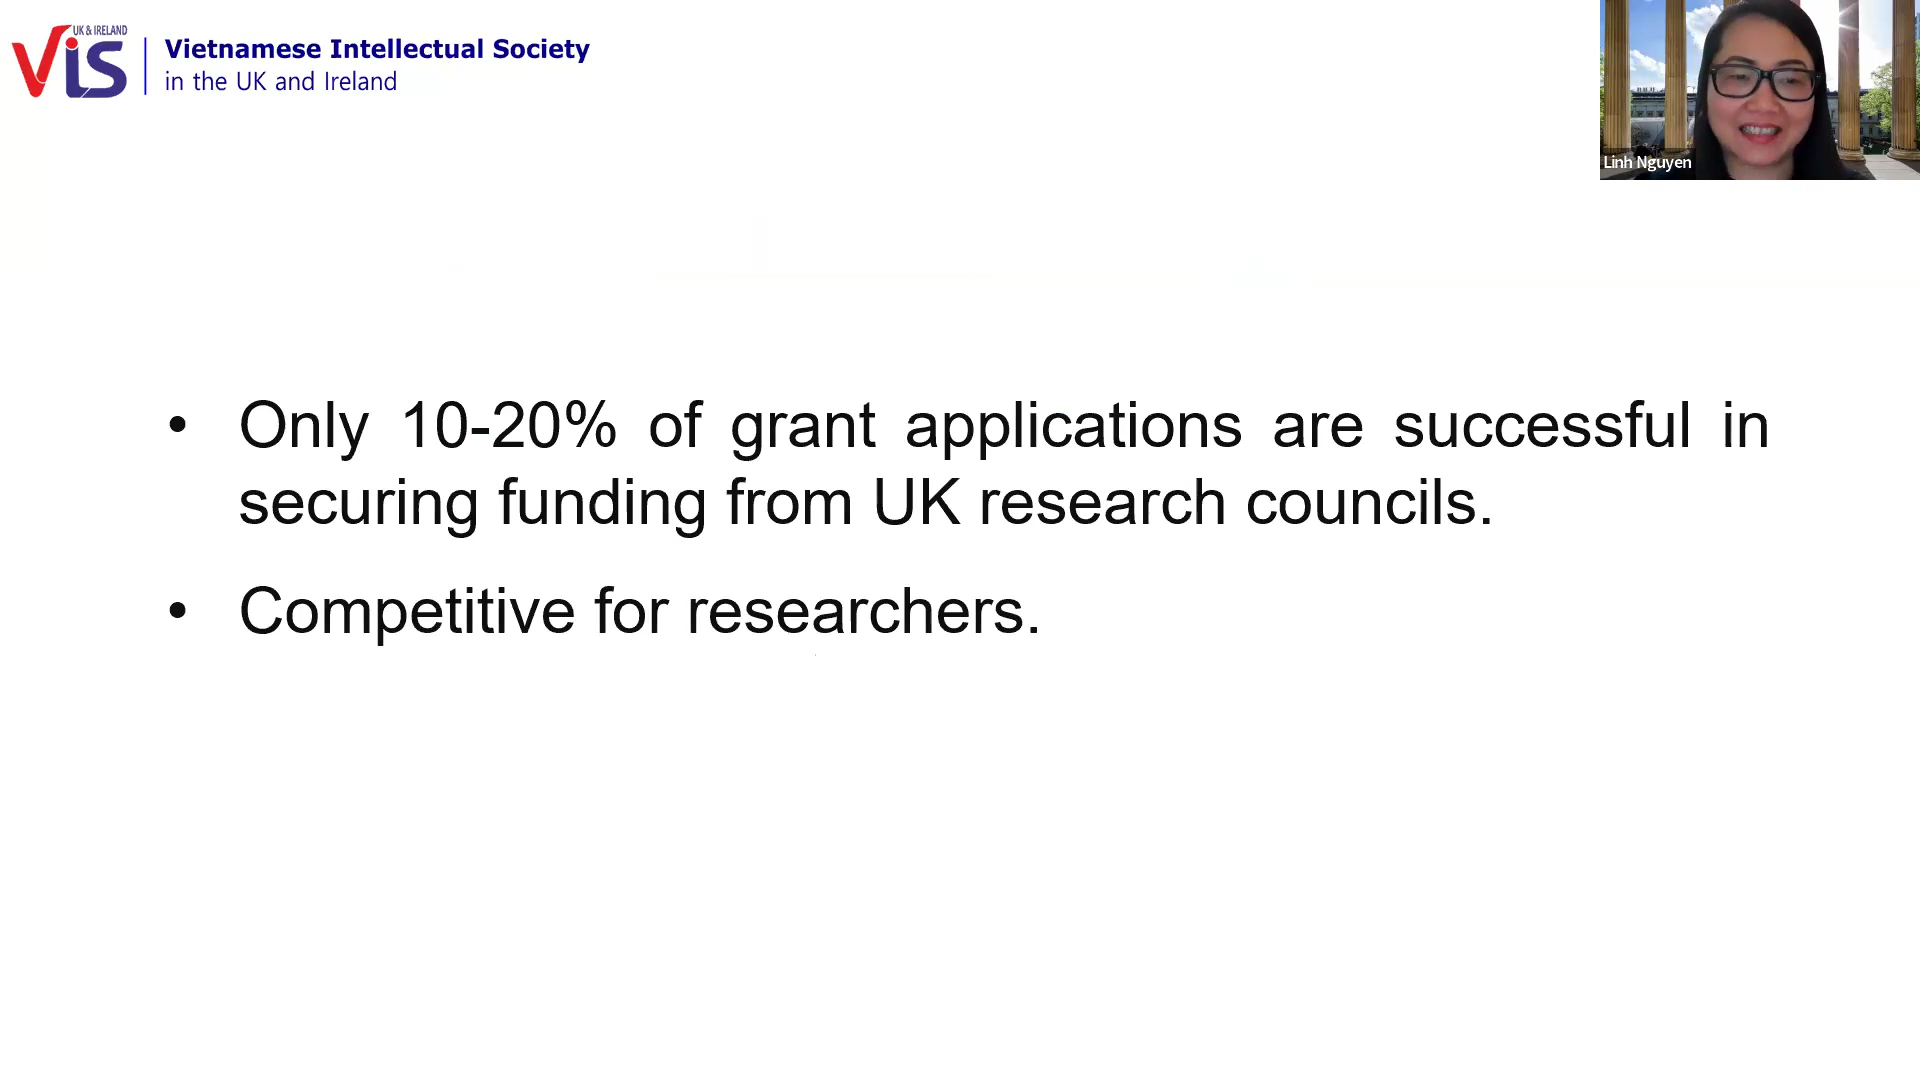 UK & IRELAND
ViS
Vietnamese Intellectual Society
in the UK and Ireland
Linh Nguyen
• Only 10-20% of grant applications are successful in
securing funding from UK research councils.
• Competitive for researchers.